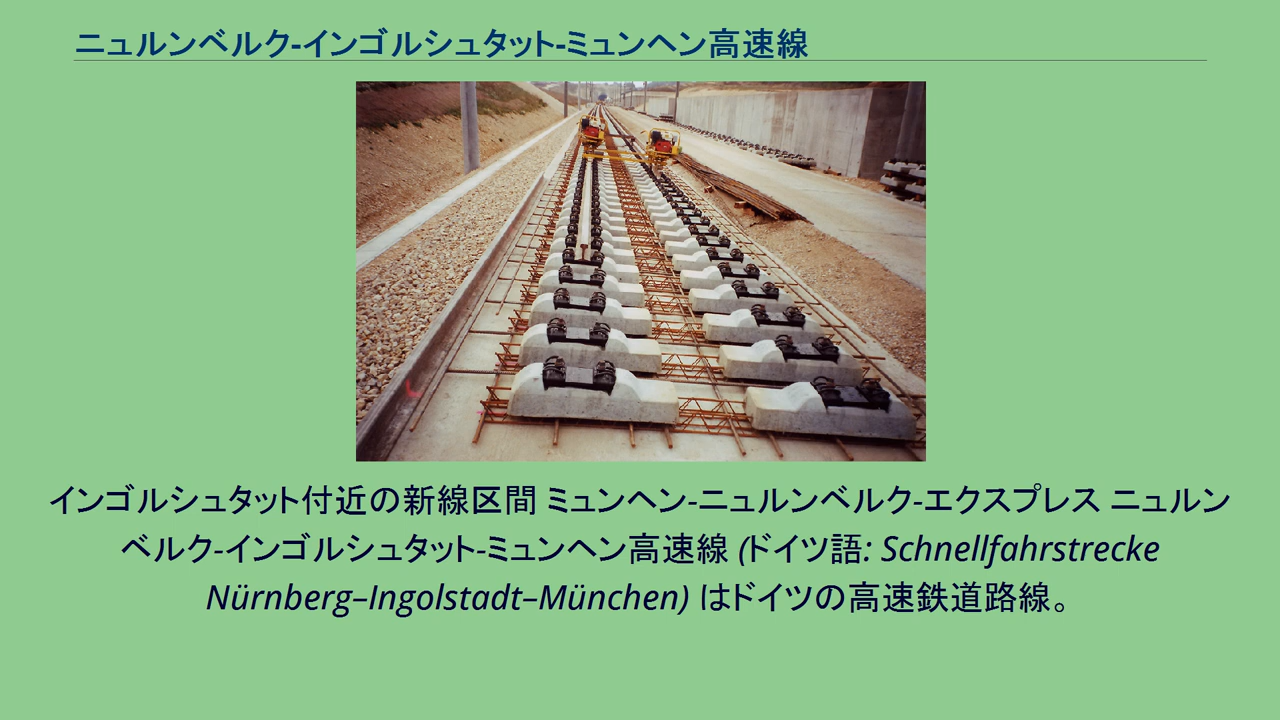 ニュルンベルク-インゴルシュタット-ミュンヘン高速線
インゴルシュタット付近の新線区間 ミュンヘン-ニュルンベルク-エクスプレス ニュルン
ベルク-インゴルシュタット-ミュンヘン高速線 (ドイツ語: Schnellfahrstrecke
Nürnberg–Ingolstadt–München) はドイツの高速鉄道路線。